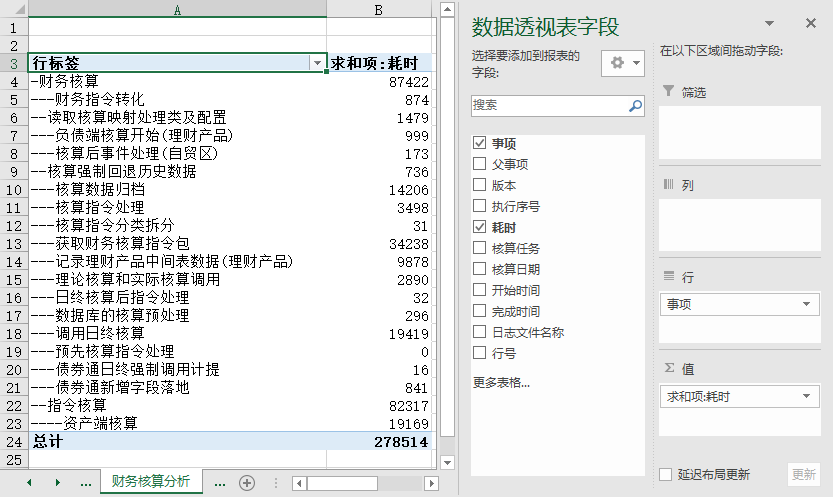 A B
1
2
3 行标签 求和项:耗时
4 -财务核算 87422
5 ---财务指令转化 874
6 --读取核算映射处理类及配置 1479
7 ---负债端核算开始(理财产品) 999
8 ---核算后事件处理(自贸区) 173
9 --核算强制回退历史数据 736
10 ---核算数据归档 14206
11 ---核算指令处理 3498
12 ---核算指令分类拆分 31
13 ---获取财务核算指令包 34238
14 ---记录理财产品中间表数据(理财产品) 9878
15 ---理论核算和实际核算调用 2890
16 ---日终核算后指令处理 32
17 ---数据库的核算预处理 296
18 ---调用日终核算 19419
19 ---预先核算指令处理 0
20 ---债券通日终强制调用计提 16
21 ---债券通新增字段落地 841
22 --指令核算 82317
23 ----资产端核算 19169
24 总计 278514
25
... 财务核算分析 ...
数据透视表字段
选择要添加到报表的
字段:
搜索
事项
父事项
版本
执行序号
耗时
核算任务
核算日期
开始时间
完成时间
日志文件名称
行号
更多表格...
在以下区域间拖动字段:
筛选
列
行
事项
Σ 值
求和项:耗时
延迟布局更新 更新